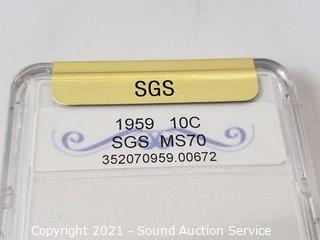 SGS
1959 10C
SGS MS70
352070959.00672
Copyright 2021 - Sound Auction Service